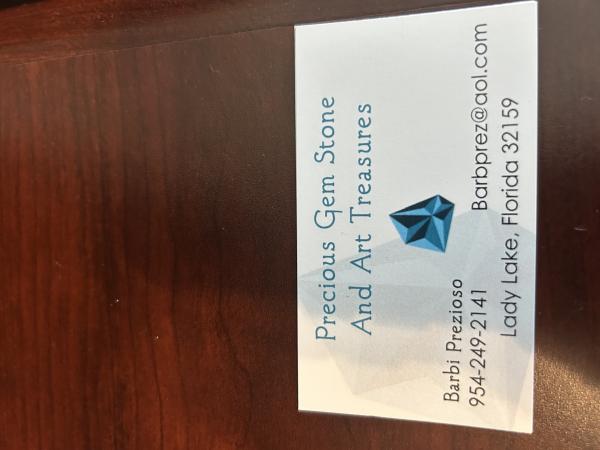 Precious Gem Stone
And Art Treasures
Barbi Prezioso
954-249-2141 Barbprez@aol.com
Lady Lake, Florida 32159